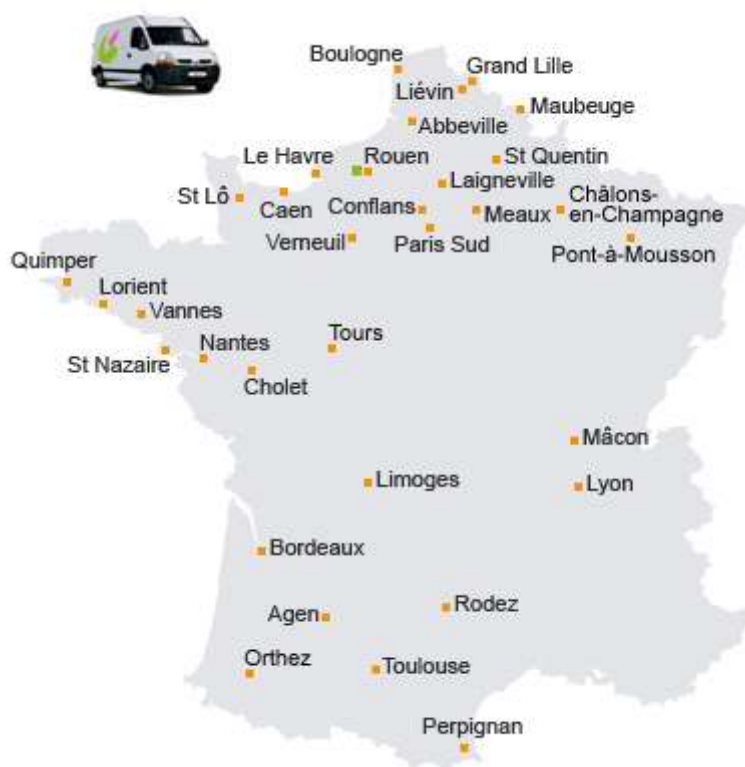 Boulogne
Grand Lille
Liévin
Maubeuge
Abbeville
Le Havre
Rouen
St Quentin
Laigneville
St Lô
Caen
Conflans
Meaux
Châlons-
en-Champagne
Verneuil
Paris Sud
Pont-à-Mousson
Quimper
Lorient
Vannes
Nantes
Tours
St Nazaire
Cholet
Mâcon
Limoges
Lyon
Bordeaux
Agen
Rodez
Orthez
Toulouse
Perpignan